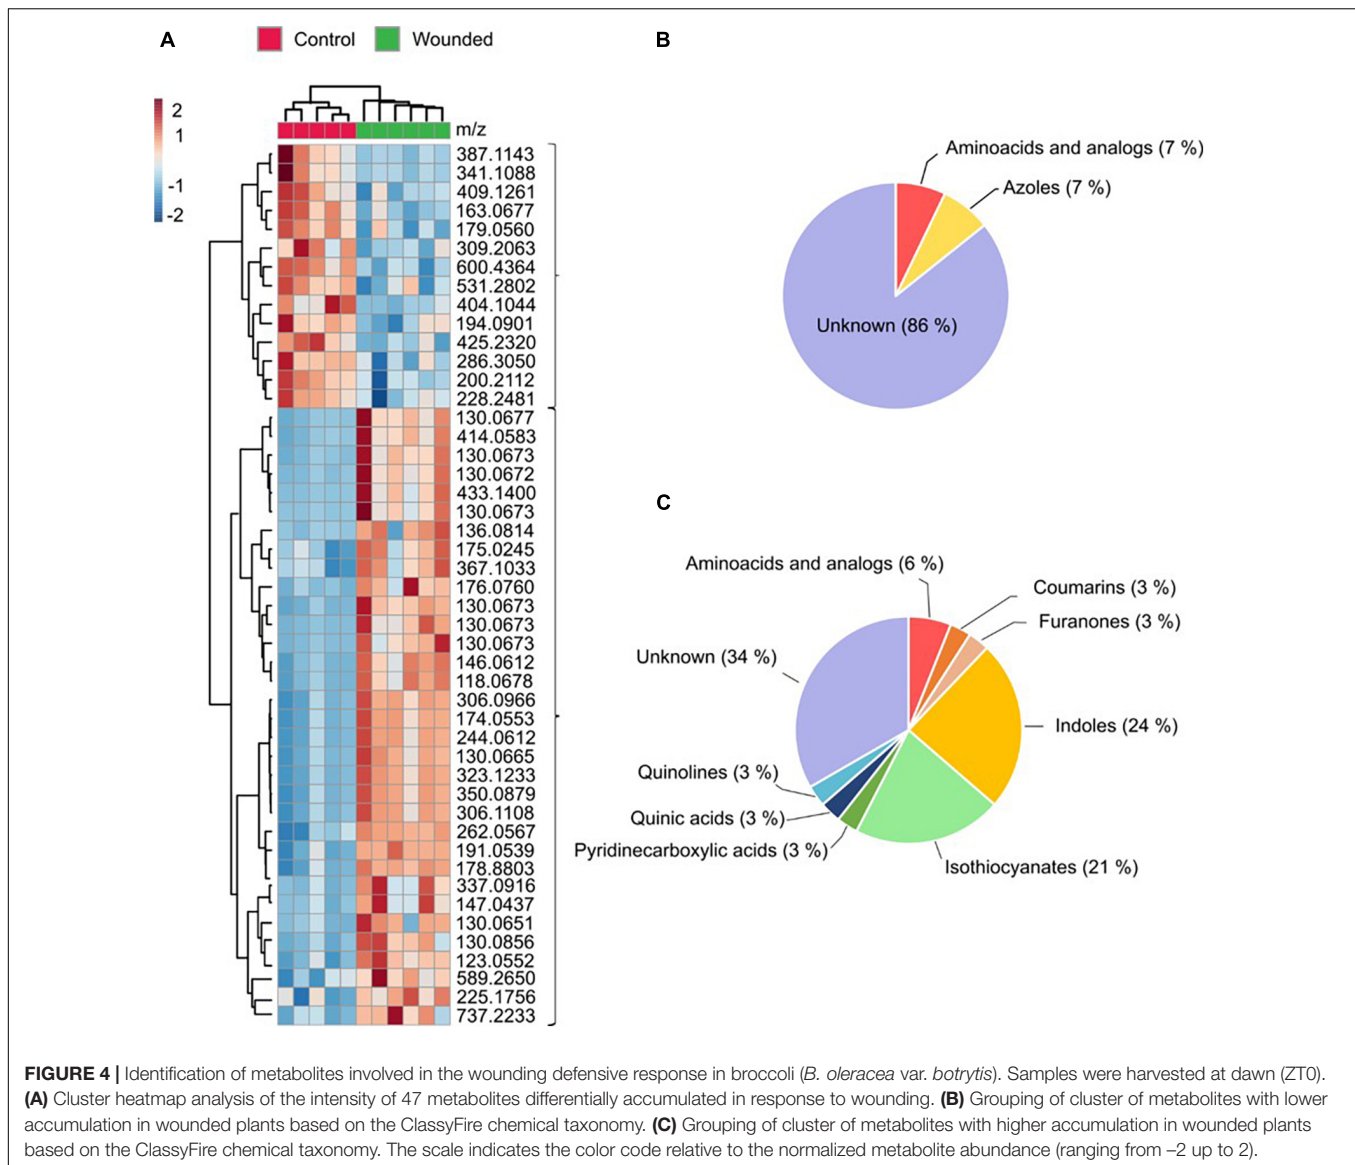 A
Control
Wounded
2
1
-1
-2
m/z
387.1143
341.1088
409.1261
163.0677
179.0560
309.2063
600.4364
531.2802
404.1044
194.0901
425.2320
286.3050
200.2112
228.2481
130.0677
414.0583
130.0673
130.0672
433.1400
130.0673
136.0814
175.0245
367.1033
176.0760
130.0673
130.0673
130.0673
146.0612
118.0678
306.0966
174.0553
244.0612
130.0665
323.1233
350.0879
306.1108
262.0567
191.0539
178.8803
337.0916
147.0437
130.0651
130.0856
123.0552
589.2650
225.1756
737.2233
B
Aminoacids and analogs (7 %)
Azoles (7 %)
Unknown (86 %)
C
Aminoacids and analogs (6 %)
Coumarins (3 %)
Furanones (3 %)
Unknown (34 %)
Indoles (24 %)
Quinolines (3 %)
Quinic acids (3 %)
Pyridinecarboxylic acids (3 %)
Isothiocyanates (21 %)
FIGURE 4 | Identification of metabolites involved in the wounding defensive response in broccoli (B. oleracea var. botrytis). Samples were harvested at dawn (ZT0).
(A) Cluster heatmap analysis of the intensity of 47 metabolites differentially accumulated in response to wounding. (B) Grouping of cluster of metabolites with lower
accumulation in wounded plants based on the ClassyFire chemical taxonomy. (C) Grouping of cluster of metabolites with higher accumulation in wounded plants
based on the ClassyFire chemical taxonomy. The scale indicates the color code relative to the normalized metabolite abundance (ranging from –2 up to 2).